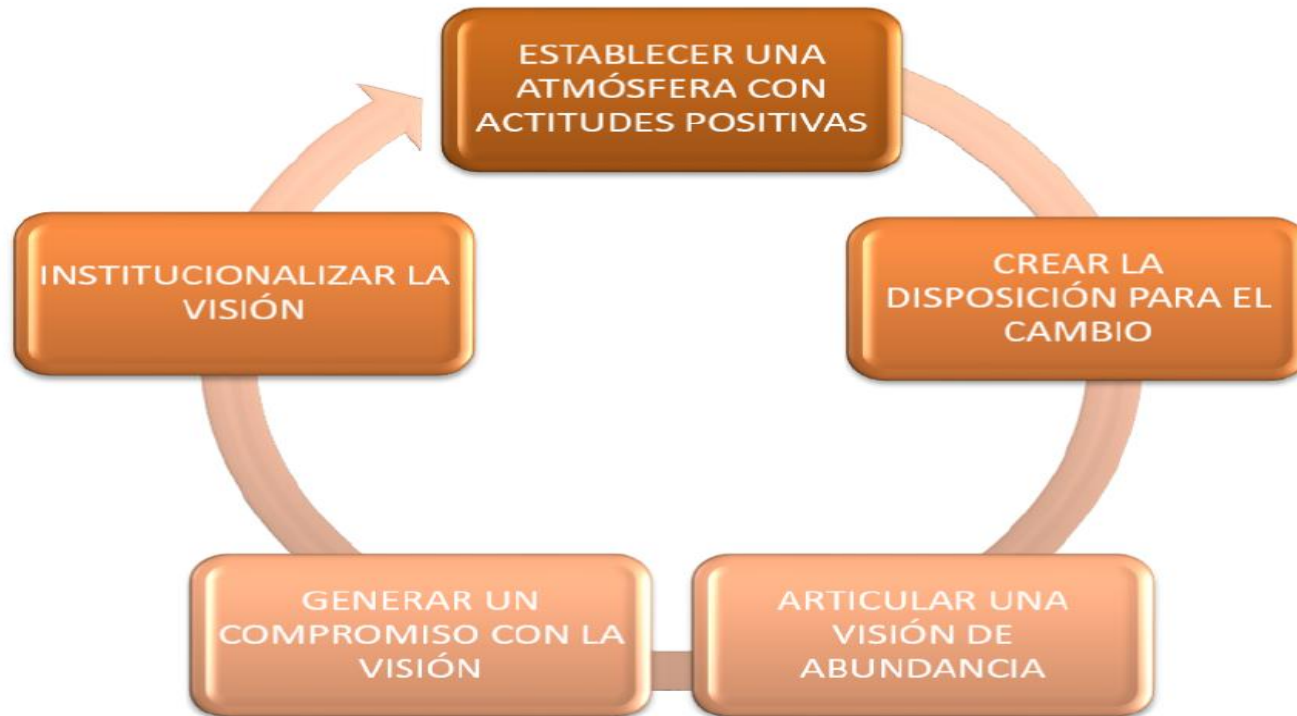 ESTABLECER UNA
ATMÓSFERA CON
ACTITUDES POSITIVAS
CREAR LA
DISPOSICIÓN PARA EL
CAMBIO
ARTICULAR UNA
VISIÓN DE
ABUNDANCIA
GENERAR UN
COMPROMISO CON LA
VISIÓN
INSTITUCIONALIZAR LA
VISIÓN